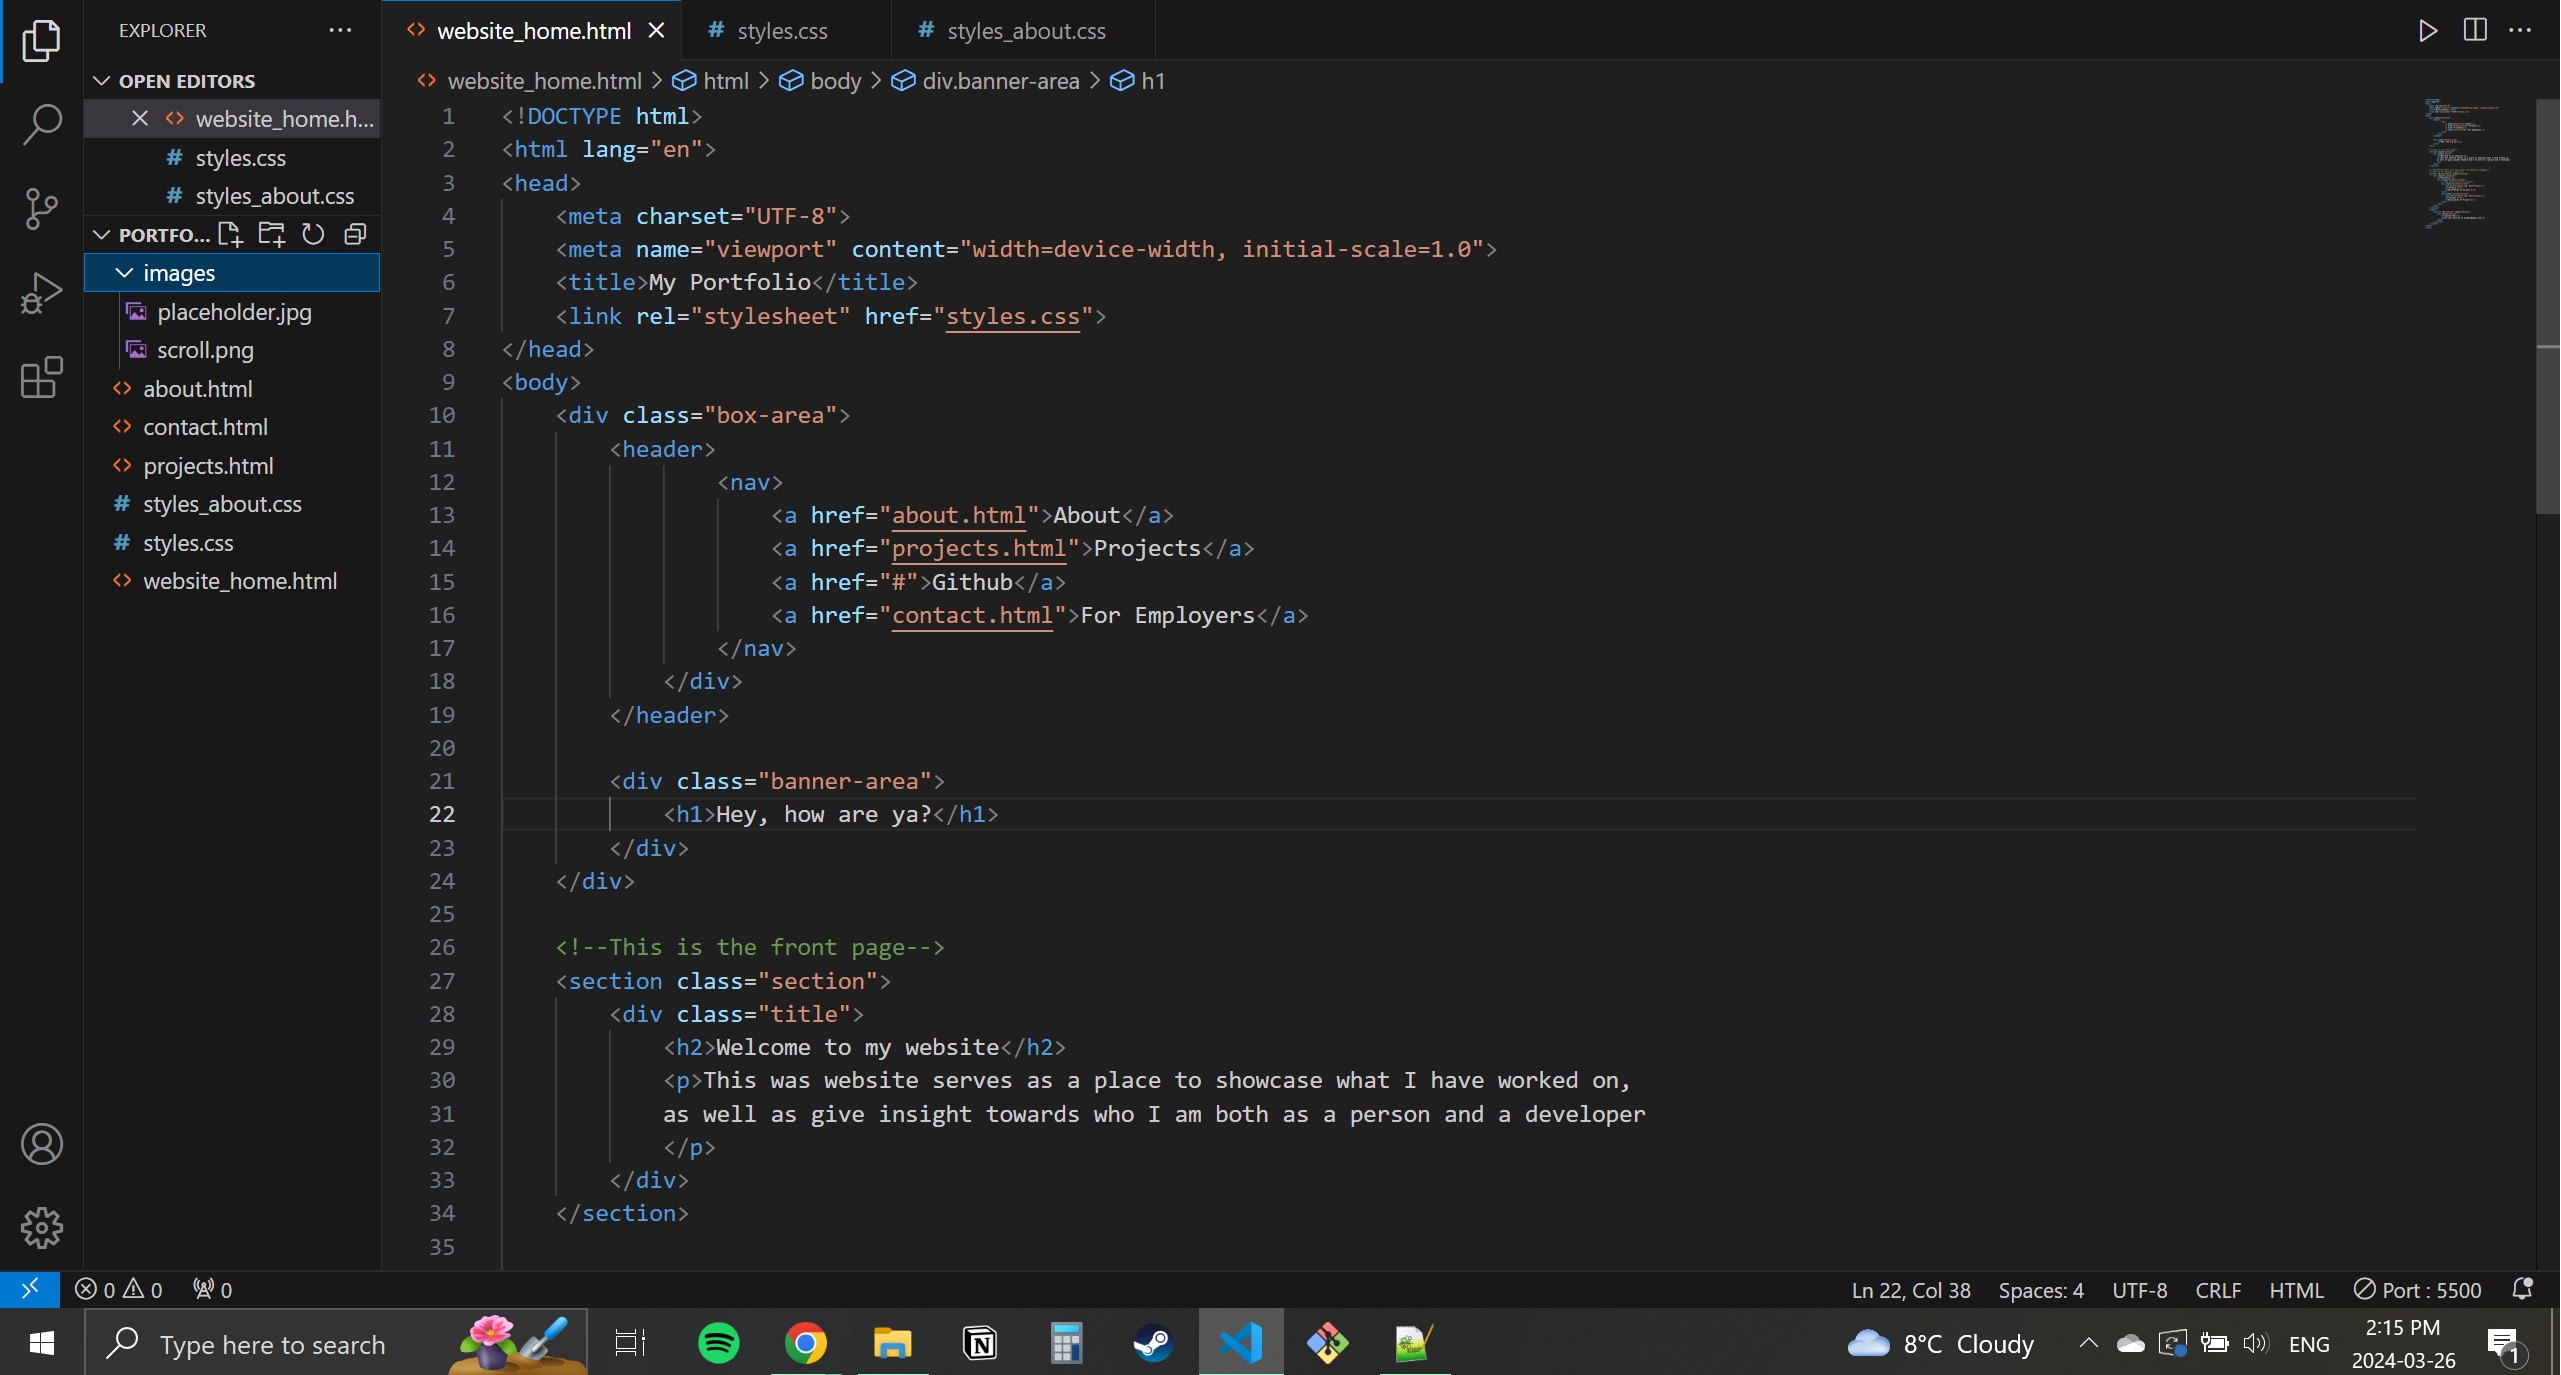 EXPLORER
OPEN EDITORS
website_home.h...
styles.css
styles_about.css
PORTFO...
images
placeholder.jpg
scroll.png
about.html
contact.html
projects.html
styles_about.css
styles.css
website_home.html
website_home.html
styles.css
styles_about.css
website_home.html > html > body > div.banner-area > h1
1 <!DOCTYPE html>
2 <html lang="en">
3 <head>
4 <meta charset="UTF-8">
5 <meta name="viewport" content="width=device-width, initial-scale=1.0">
6 <title>My Portfolio</title>
7 <link rel="stylesheet" href="styles.css">
8 </head>
9 <body>
10 <div class="box-area">
11 <header>
12 <nav>
13 <a href="about.html">About</a>
14 <a href="projects.html">Projects</a>
15 <a href="#">Github</a>
16 <a href="contact.html">For Employers</a>
17 </nav>
18 </div>
19 </header>
20
21 <div class="banner-area">
22 <h1>Hey, how are ya?</h1>
23 </div>
24 </div>
25
26 <!--This is the front page-->
27 <section class="section">
28 <div class="title">
29 <h2>Welcome to my website</h2>
30 <p>This was website serves as a place to showcase what I have worked on,
31 as well as give insight towards who I am both as a person and a developer
32 </p>
33 </div>
34 </section>
35
0 0 0
Ln 22, Col 38 Spaces: 4 UTF-8 CRLF HTML Port : 5500
Type here to search
8°C Cloudy
ENG
2:15 PM
2024-03-26
1